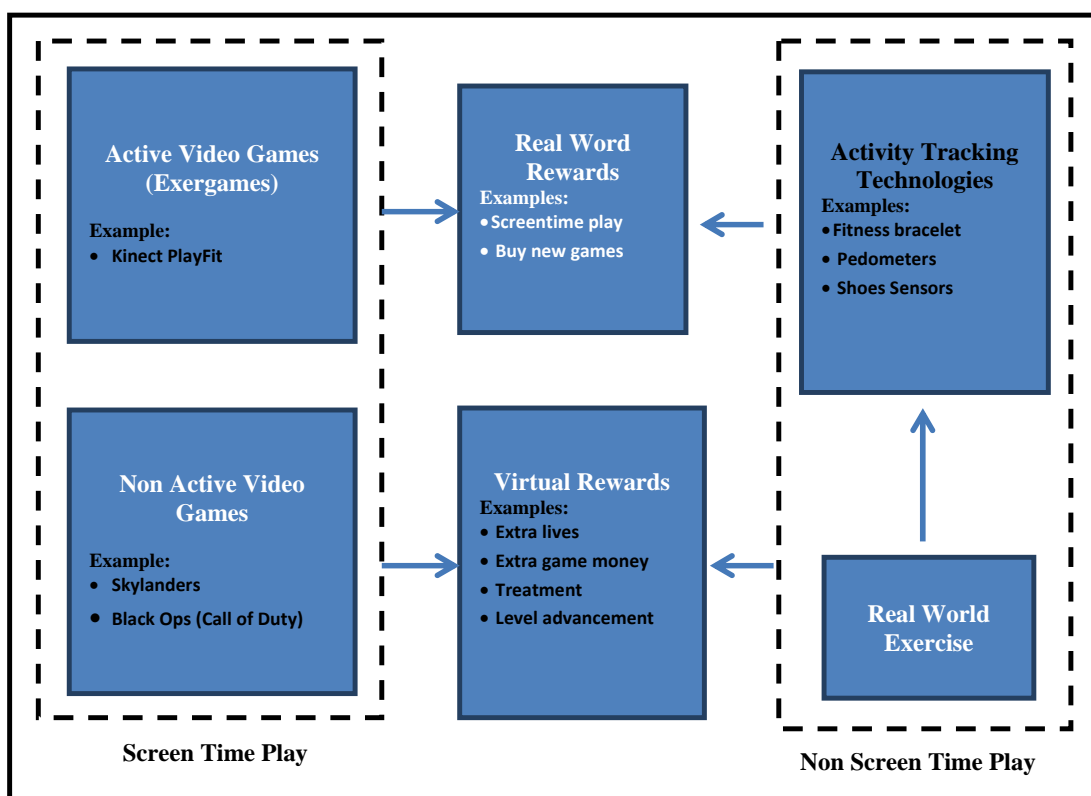 Active Video Games
(Exergames)
Example:
• Kinect PlayFit
Non Active Video
Games
Example:
• Skylanders
• Black Ops (Call of Duty)
Screen Time Play
Real Word
Rewards
Examples:
• Screentime play
• Buy new games
Virtual Rewards
Examples:
• Extra lives
• Extra game money
• Treatment
• Level advancement
Activity Tracking
Technologies
Examples:
• Fitness bracelet
• Pedometers
• Shoes Sensors
Real World
Exercise
Non Screen Time Play